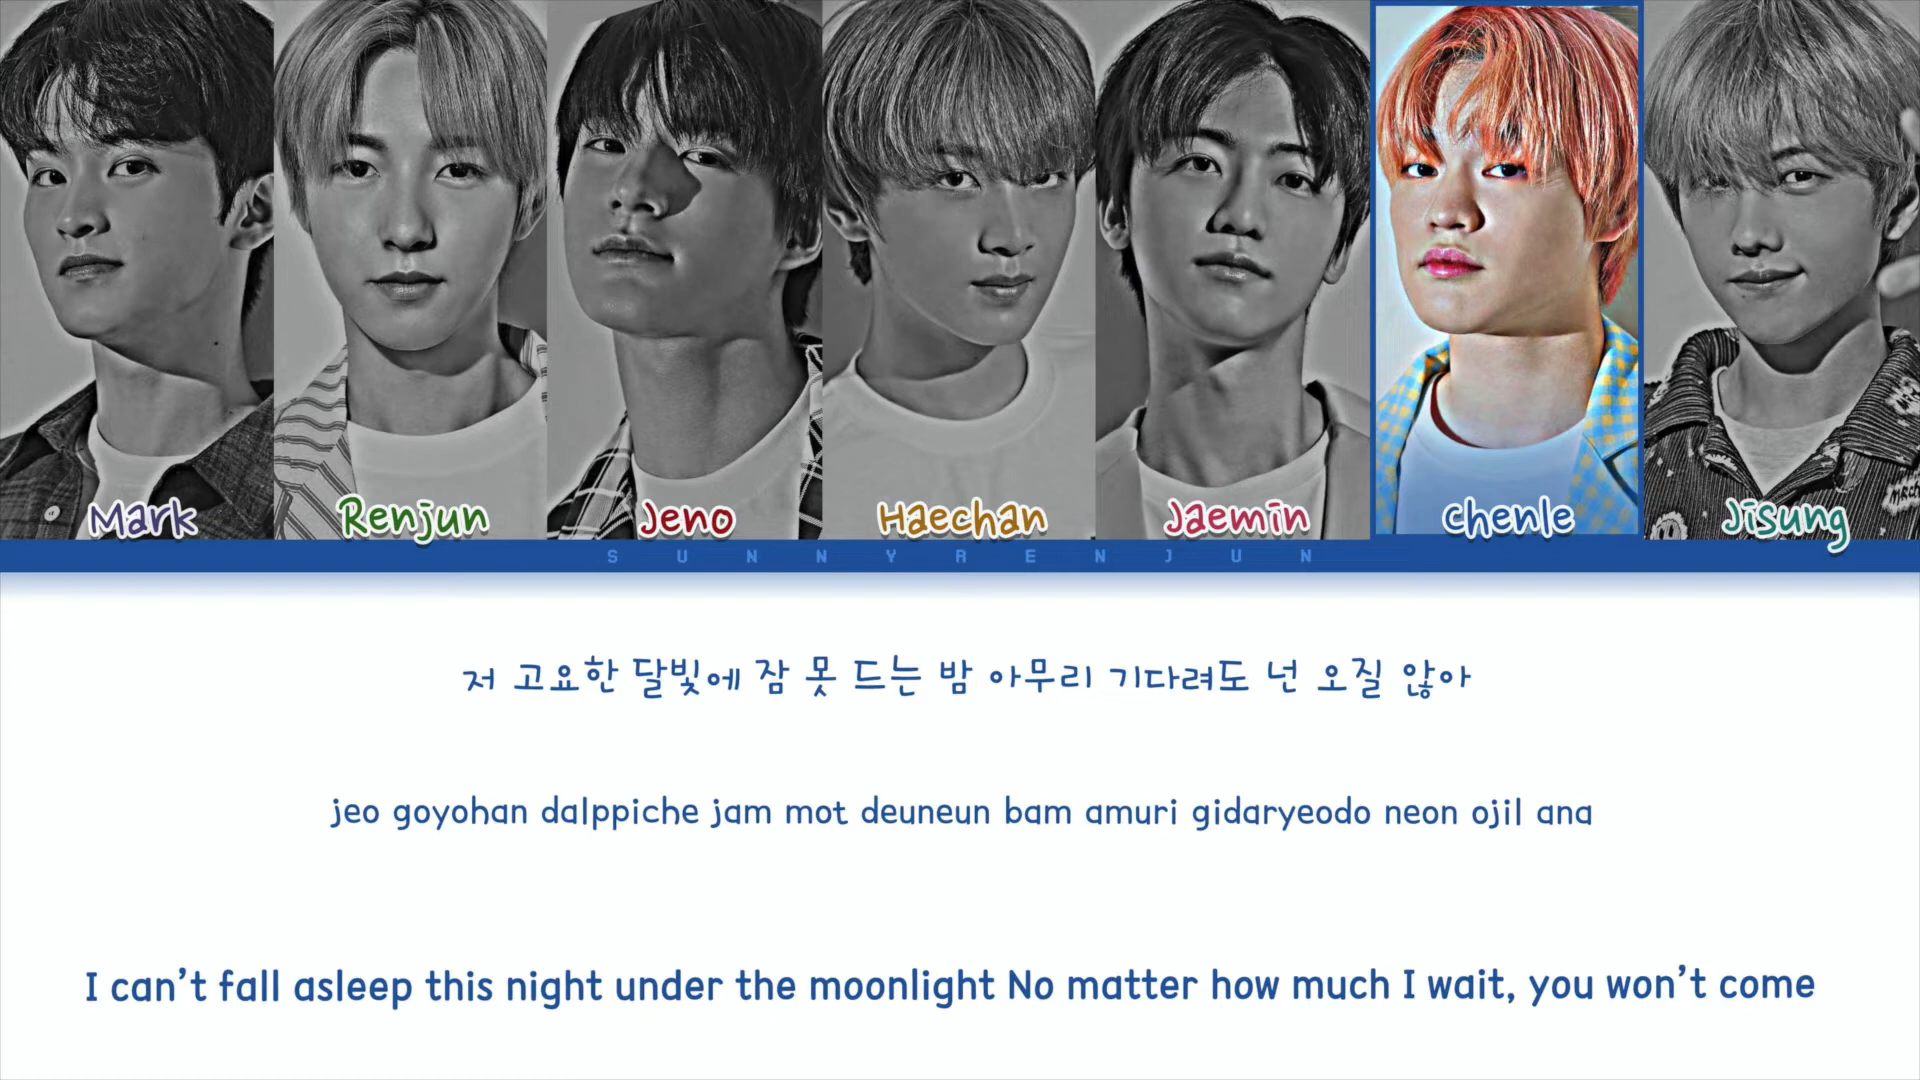 Mark Renjun Jeno Haechan Jaemin Chenle Jisung
SUNNYRENJUN
저 고요한 달빛에 잠 못 드는 밤 아무리 기다려도 넌 오질 않아
jeo goyohan dalppiche jam mot deuneun bam amuri gidaryeodo neon ojil ana
I can't fall asleep this night under the moonlight No matter how much I wait, you won't come